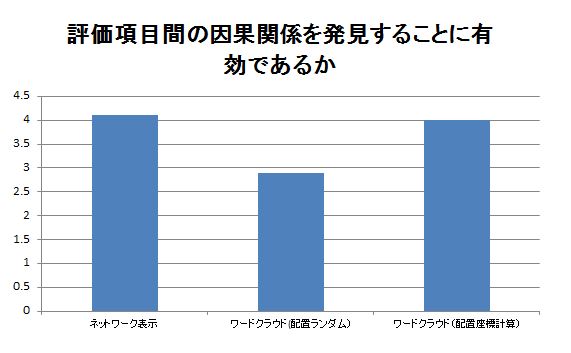 評価項目間の因果関係を発見することに有
効であるか
4.5
4
3.5
3
2.5
2
1.5
1
0.5
0
ネットワーク表示
ワードクラウド(配置ランダム)
ワードクラウド(配置座標計算)